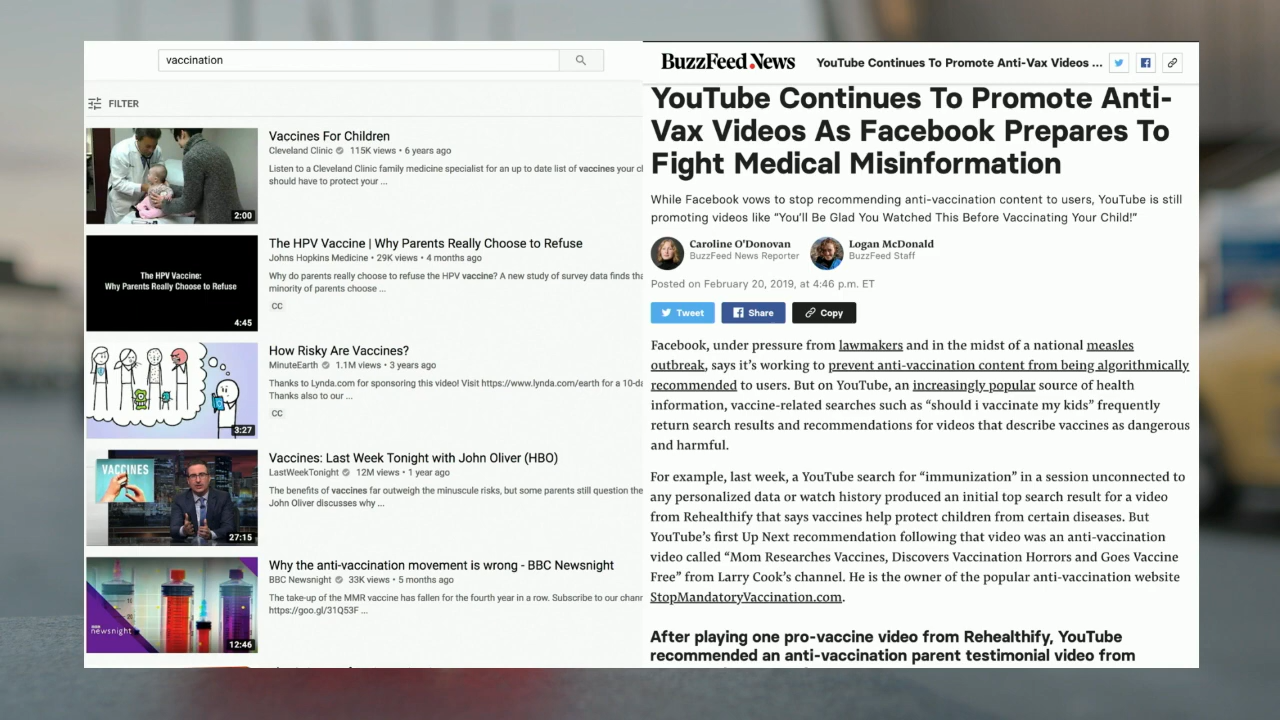 vaccination
FILTER
2:00
Vaccines For Children
Cleveland Clinic 115K views • 6 years ago
Listen to a Cleveland Clinic family medicine specialist for an up to date list of vaccines your
should have to protect your ...
The HPV Vaccine:
Why Parents Really Choose to Refuse
4:45
The HPV Vaccine | Why Parents Really Choose to Refuse
Johns Hopkins Medicine • 29K views • 4 months ago
Why do parents really choose to refuse the HPV vaccine? A new study of survey data finds
minority of parents choose ...
CC
3:27
How Risky Are Vaccines?
MinuteEarth 1.1M views • 3 years ago
Thanks to Lynda.com for sponsoring this video! Visit https://www.lynda.com/earth for a
Thanks also to our ...
CC
VACCINES
27:15
Vaccines: Last Week Tonight with John Oliver (HBO)
LastWeekTonight 12M views • 1 year ago
The benefits of vaccines far outweigh the minuscule risks, but some parents still question the
John Oliver discusses why ...
newsnight
12:46
Why the anti-vaccination movement is wrong - BBC Newsnight
BBC Newsnight 33K views • 5 months ago
The take-up of the MMR vaccine has fallen for the fourth year in a row. Subscribe to our
https://goo.gl/31Q53F ...
BuzzFeed News YouTube Continues To Promote Anti-Vax Videos ...
YouTube Continues To Promote Anti-
Vax Videos As Facebook Prepares To
Fight Medical Misinformation
While Facebook vows to stop recommending anti-vaccination content to users, YouTube is still
promoting videos like “You’ll Be Glad You Watched This Before Vaccinating Your Child!”
Caroline O’Donovan
BuzzFeed News Reporter
Logan McDonald
BuzzFeed Staff
Posted on February 20, 2019, at 4:46 p.m. ET
Tweet Share Copy
Facebook, under pressure from lawmakers and in the midst of a national measles
outbreak, says it’s working to prevent anti-vaccination content from being algorithmically
recommended to users. But on YouTube, an increasingly popular source of health
information, vaccine-related searches such as “should i vaccinate my kids” frequently
return search results and recommendations for videos that describe vaccines as dangerous
and harmful.
For example, last week, a YouTube search for “immunization” in a session unconnected to
any personalized data or watch history produced an initial top search result for a video
from Rehealthify that says vaccines help protect children from certain diseases. But
YouTube’s first Up Next recommendation following that video was an anti-vaccination
video called “Mom Researches Vaccines, Discovers Vaccination Horrors and Goes Vaccine
Free” from Larry Cook’s channel. He is the owner of the popular anti-vaccination website
StopMandatoryVaccination.com.
After playing one pro-vaccine video from Rehealthify, YouTube
recommended an anti-vaccination parent testimonial video from